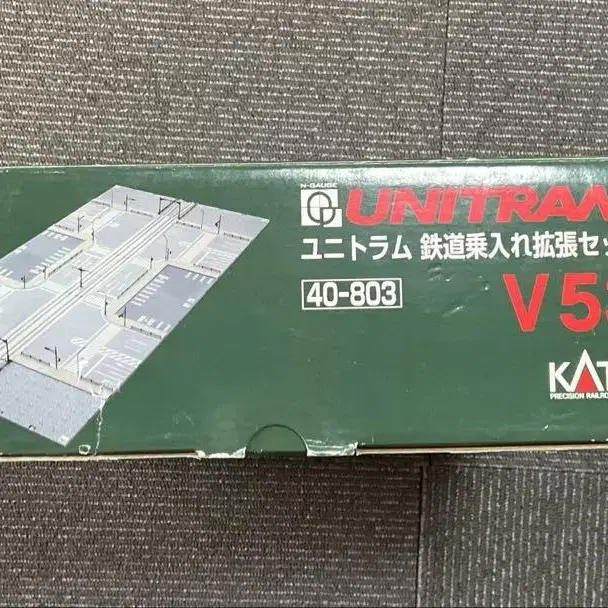 N-GAUGE
UNITRAM
ユニトラム 鉄道乗入れ拡張セッ
40-803
V5
KAT
PRECISION RAILRO